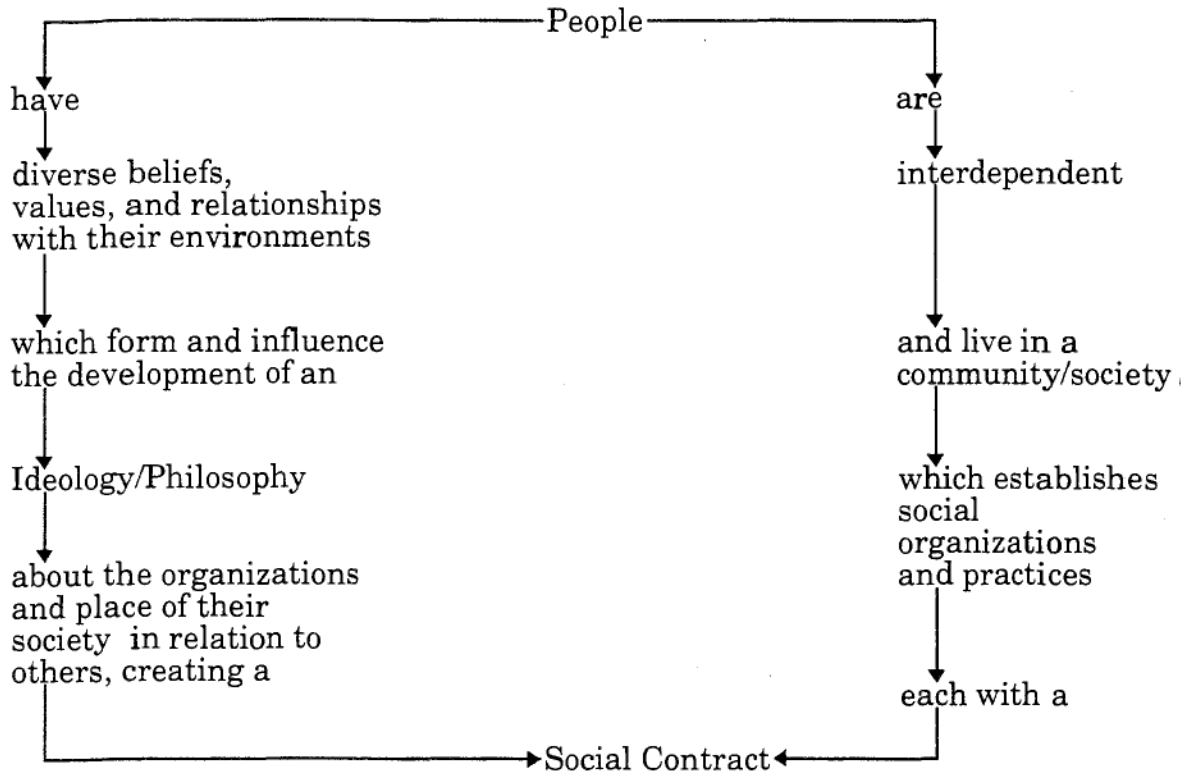 People
have
diverse beliefs,
values, and relationships
with their environments
which form and influence
the development of an
Ideology/Philosophy
about the organizations
and place of their
society in relation to
others, creating a
are
interdependent
and live in a
community/society
which establishes
social
organizations
and practices
each with a
Social Contract